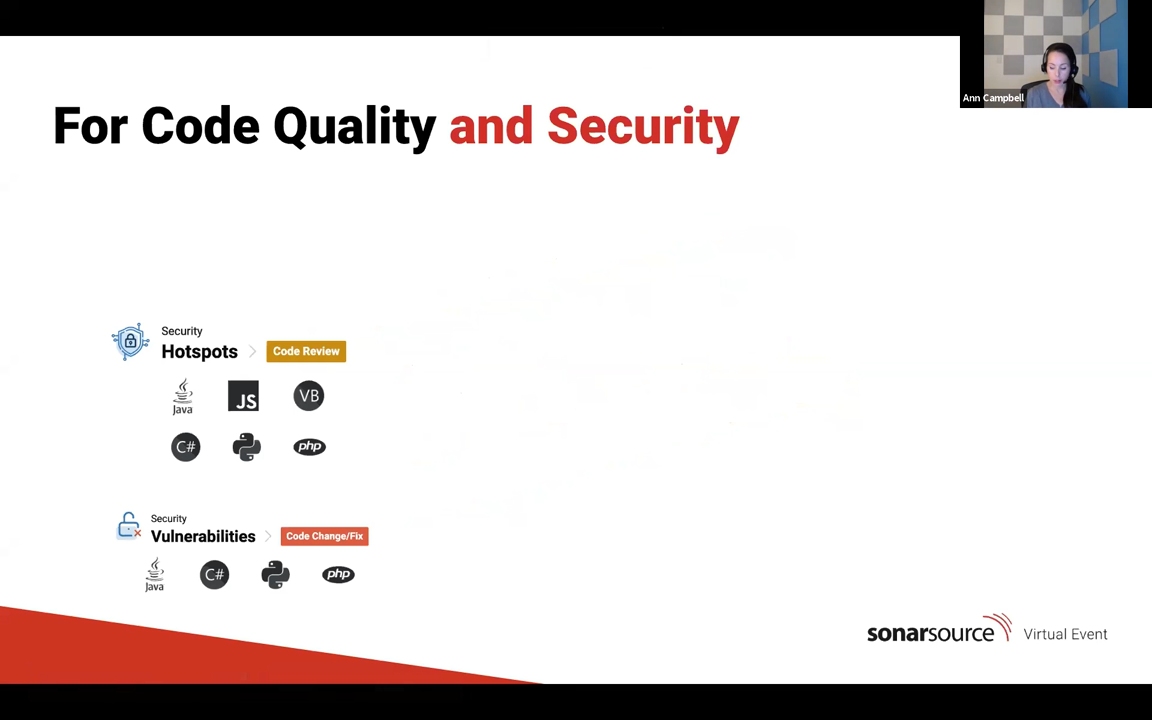 Ann Campbell
For Code Quality and Security
Security
Hotspots
Code Review
Java
JS
VB
C#
php
Security
Vulnerabilities
Code Change/Fix
Java
C#
php
sonarsource Virtual Event